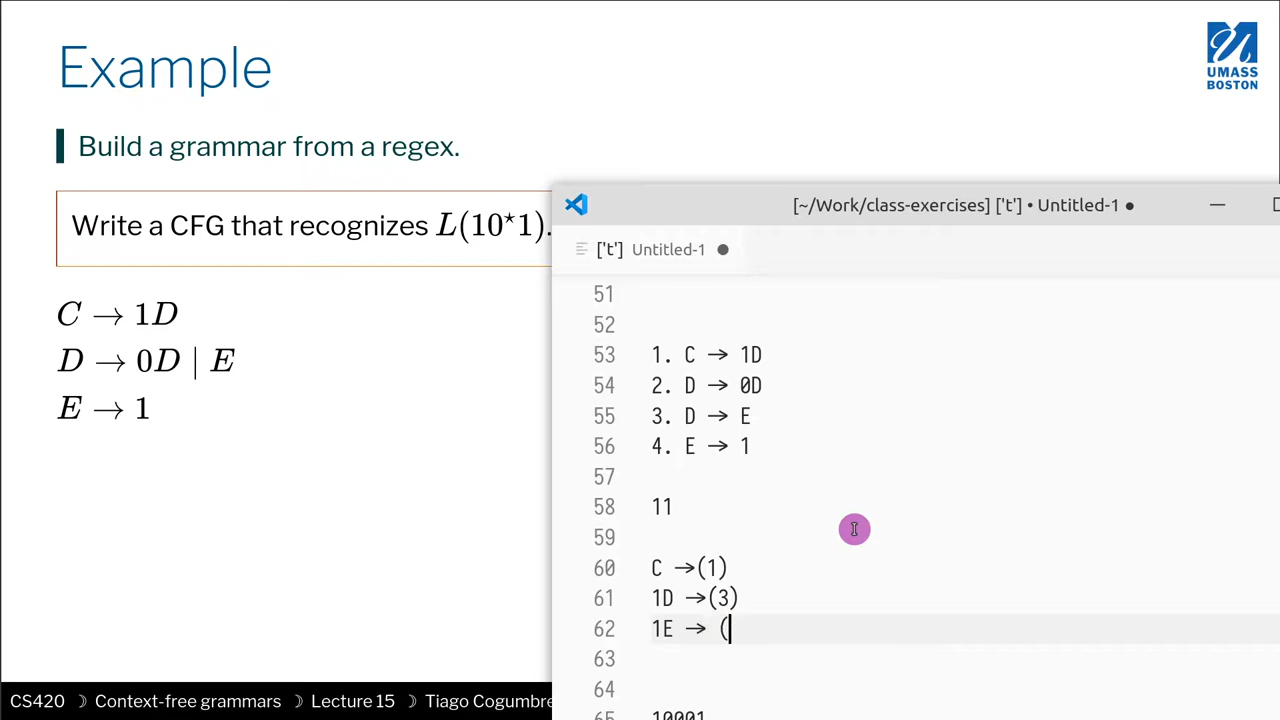 Example
UMASS
BOSTON
Build a grammar from a regex.
Write a CFG that recognizes L(10⋆1).
C → 1D
D → 0D | E
E → 1
[~/Work/class-exercises] ['t'] • Untitled-1 ●
['t'] Untitled-1
51
52
53 1. C → 1D
54 2. D → 0D
55 3. D → E
56 4. E → 1
57
58 11
59
60 C →(1)
61 1D →(3)
62 1E → (
63
64
65 10001
CS420 ☽ Context-free grammars ☽ Lecture 15 ☽ Tiago Cogumbre